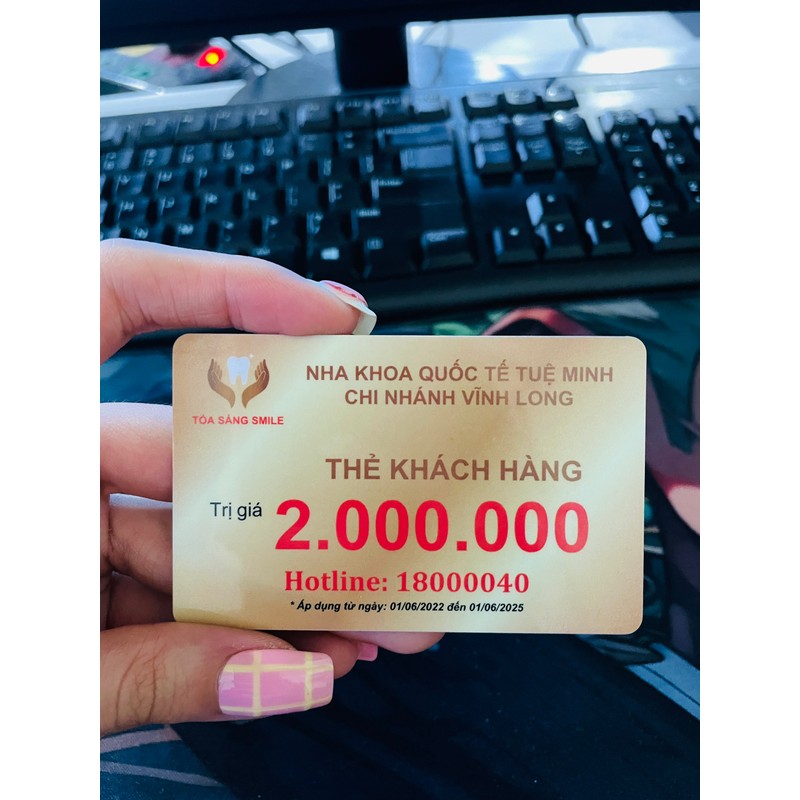 NHA KHOA QUỐC TẾ TUỆ MINH
CHI NHÁNH VĨNH LONG
TỎA SÁNG SMILE
THẺ KHÁCH HÀNG
Trị giá 2.000.000
Hotline: 18000040
* Áp dụng từ ngày: 01/06/2022 đến 01/06/2025